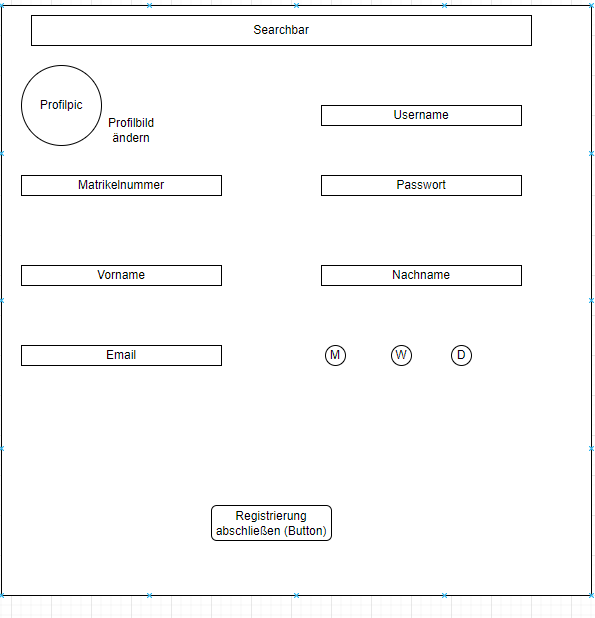 Searchbar
Profilpic
Profilbild
ändern
Username
Matrikelnummer
Passwort
Vorname
Nachname
Email
M
W
D
Registrierung
abschließen (Button)